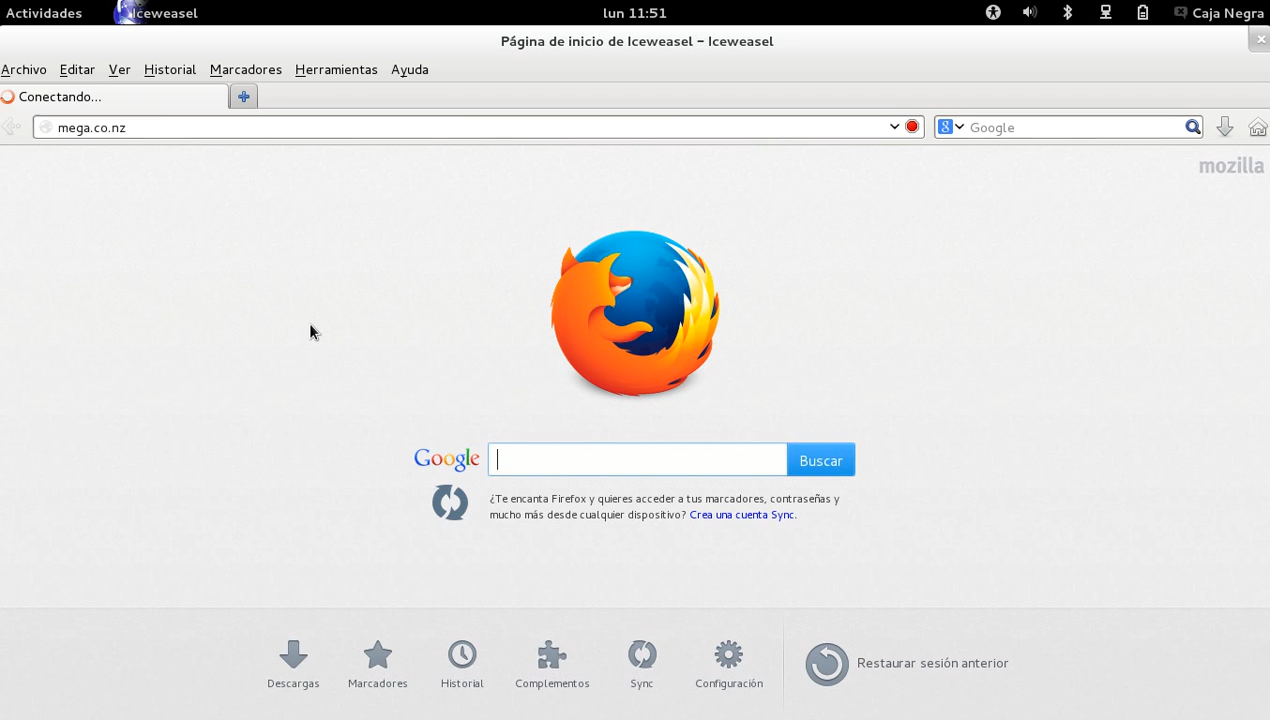 Actividades Iceweasel lun 11:51 Caja Negra
Página de inicio de Iceweasel - Iceweasel
Archivo Editar Ver Historial Marcadores Herramientas Ayuda
Conectando...
mega.co.nz Google
mozilla
Google Buscar
¿Te encanta Firefox y quieres acceder a tus marcadores, contraseñas y
mucho más desde cualquier dispositivo? Crea una cuenta Sync.
Descargas Marcadores Historial Complementos Sync Configuración Restaurar sesión anterior